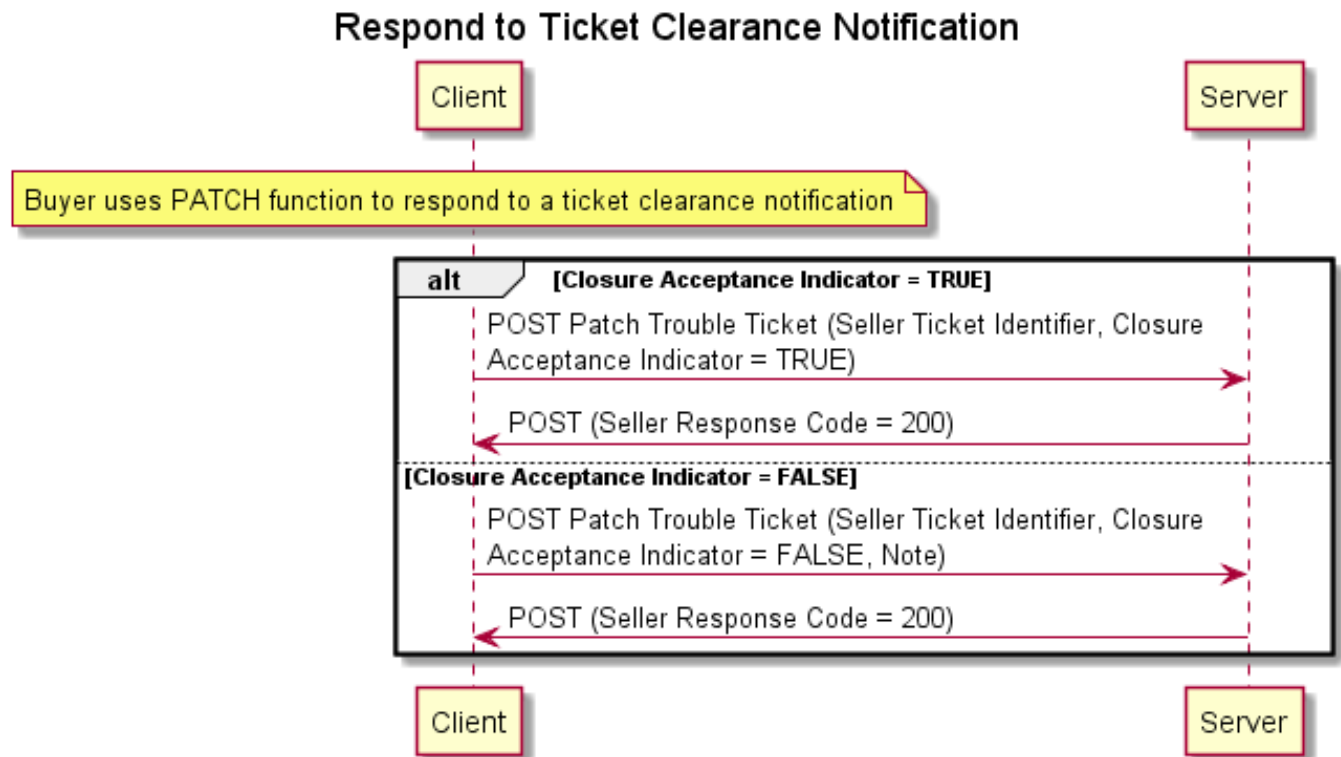 Respond to Ticket Clearance Notification
Client
Server
Buyer uses PATCH function to respond to a ticket clearance notification
alt
[Closure Acceptance Indicator = TRUE]
POST Patch Trouble Ticket (Seller Ticket Identifier, Closure
Acceptance Indicator = TRUE)
POST (Seller Response Code = 200)
[Closure Acceptance Indicator = FALSE]
POST Patch Trouble Ticket (Seller Ticket Identifier, Closure
Acceptance Indicator = FALSE, Note)
POST (Seller Response Code = 200)
Client
Server